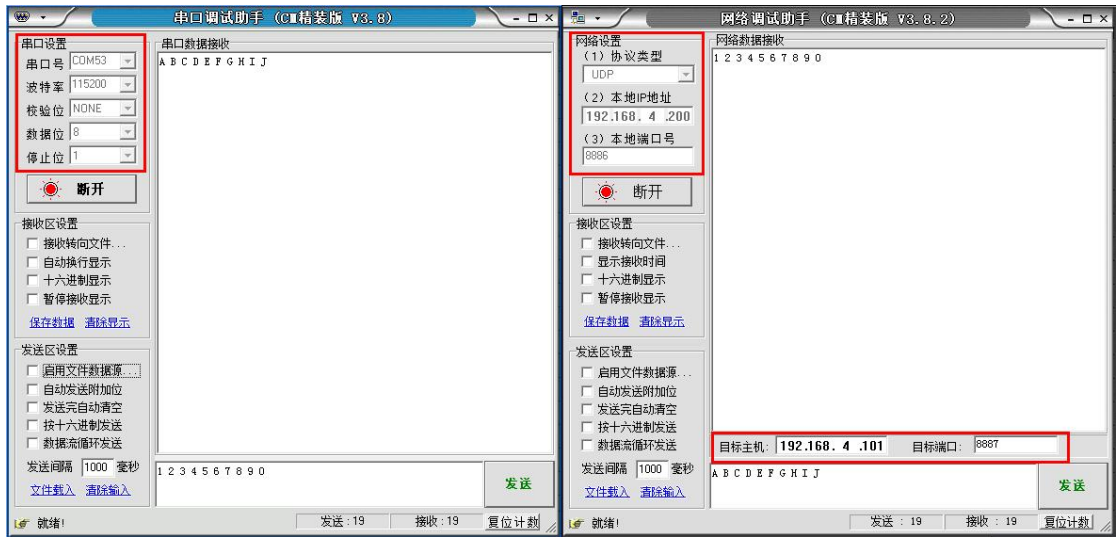 串口调试助手 (CM精装版 V3.8)
串口设置
串口号 COM53
波特率 115200
校验位 NONE
数据位 8
停止位 1
断开
接收区设置
接收转向文件...
自动换行显示
十六进制显示
暂停接收显示
保存数据 清除显示
发送区设置
启用文件数据源...
自动发送附加位
发送完自动清空
按十六进制发送
数据流循环发送
发送间隔 1000 毫秒
文件载入 清除输入
串口数据接收
A B C D E F G H I J
1 2 3 4 5 6 7 8 9 0
发送
就绪!
发送:19 接收:19 复位计数
网络调试助手 (CM精装版 V3.8.2)
网络设置
(1) 协议类型
UDP
(2) 本地IP地址
192.168. 4 .200
(3) 本地端口号
8886
断开
接收区设置
接收转向文件...
显示接收时间
十六进制显示
暂停接收显示
保存数据 清除显示
发送区设置
启用文件数据源...
自动发送附加位
发送完自动清空
按十六进制发送
数据流循环发送
发送间隔 1000 毫秒
文件载入 清除输入
网络数据接收
1 2 3 4 5 6 7 8 9 0
目标主机: 192.168. 4 .101 目标端口: 8887
A B C D E F G H I J
发送
就绪!
发送 : 19 接收 : 19 复位计数